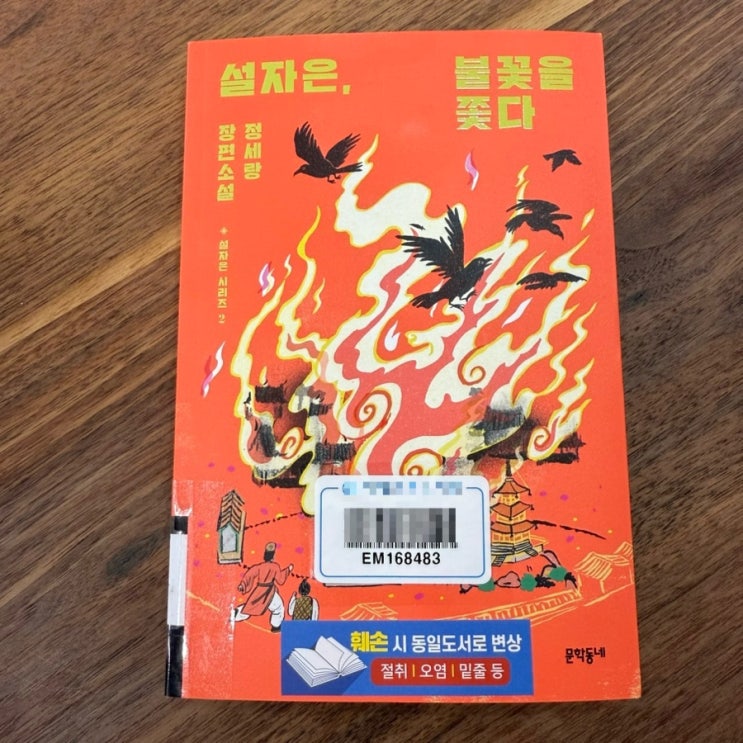 설자은,
불꽃을
쫓다
정세랑
장편소설
✦ 설자은 시리즈 2
EM168483
훼손 시 동일도서로 변상
절취 | 오염 | 밑줄 등
문학동네